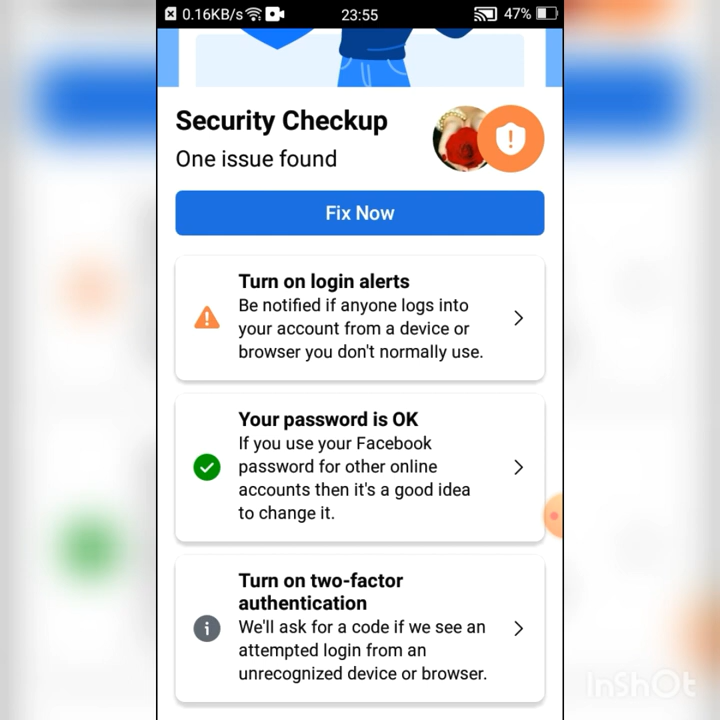 0.16KB/s 23:55 47%
Security Checkup
One issue found
Fix Now
Turn on login alerts
Be notified if anyone logs into
your account from a device or
browser you don't normally use.
Your password is OK
If you use your Facebook
password for other online
accounts then it's a good idea
to change it.
Turn on two-factor
authentication
We'll ask for a code if we see an
attempted login from an
unrecognized device or browser.
InShOt